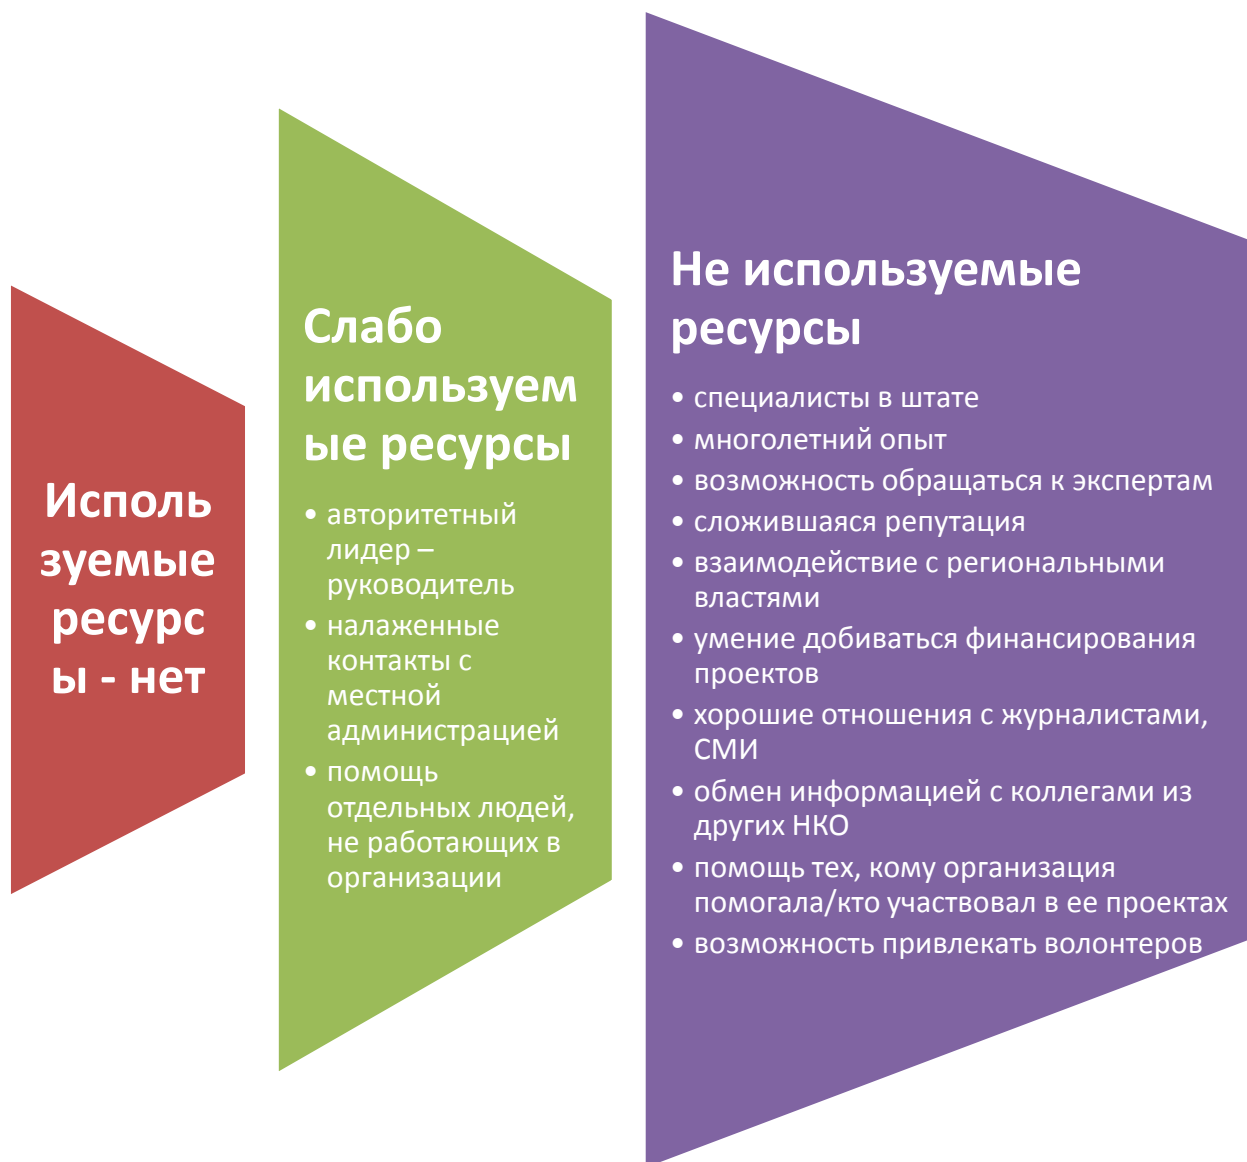 Исполь
зуемые
ресурс
ы - нет
Слабо
используем
ые ресурсы
• авторитетный
лидер –
руководитель
• налаженные
контакты с
местной
администрацией
• помощь
отдельных людей,
не работающих в
организации
Не используемые
ресурсы
• специалисты в штате
• многолетний опыт
• возможность обращаться к экспертам
• сложившаяся репутация
• взаимодействие с региональными
властями
• умение добиваться финансирования
проектов
• хорошие отношения с журналистами,
СМИ
• обмен информацией с коллегами из
других НКО
• помощь тех, кому организация
помогала/кто участвовал в ее проектах
• возможность привлекать волонтеров